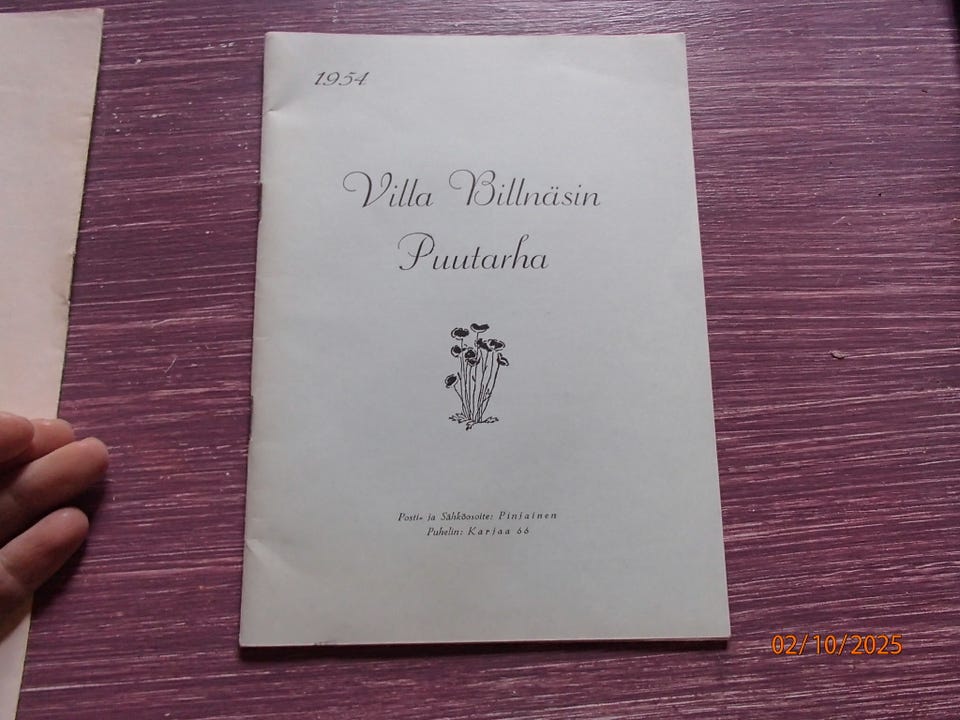 1954
Villa Billnäsin
Puutarha
Posti- ja Sähköosoite: Pinjainen
Puhelin: Karjaa 66
02/10/2025